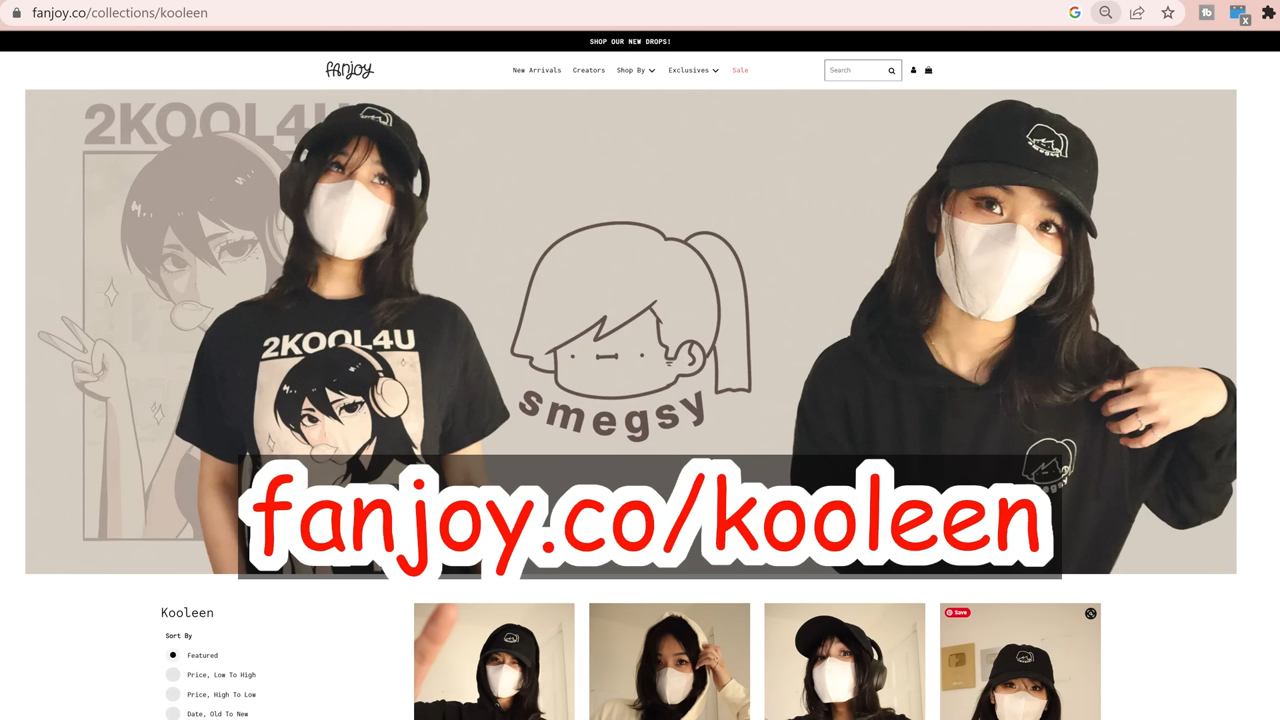 fanjoy.co/collections/kooleen
SHOP OUR NEW DROPS!
fanjoy
New Arrivals Creators Shop By Exclusives Sale
Search
2KOOL4U
2KOOL4U
smegsy
smegsy
smegsy
fanjoy.co/kooleen
Kooleen
Sort By
Featured
Price, Low To High
Price, High To Low
Date, Old To New
Save